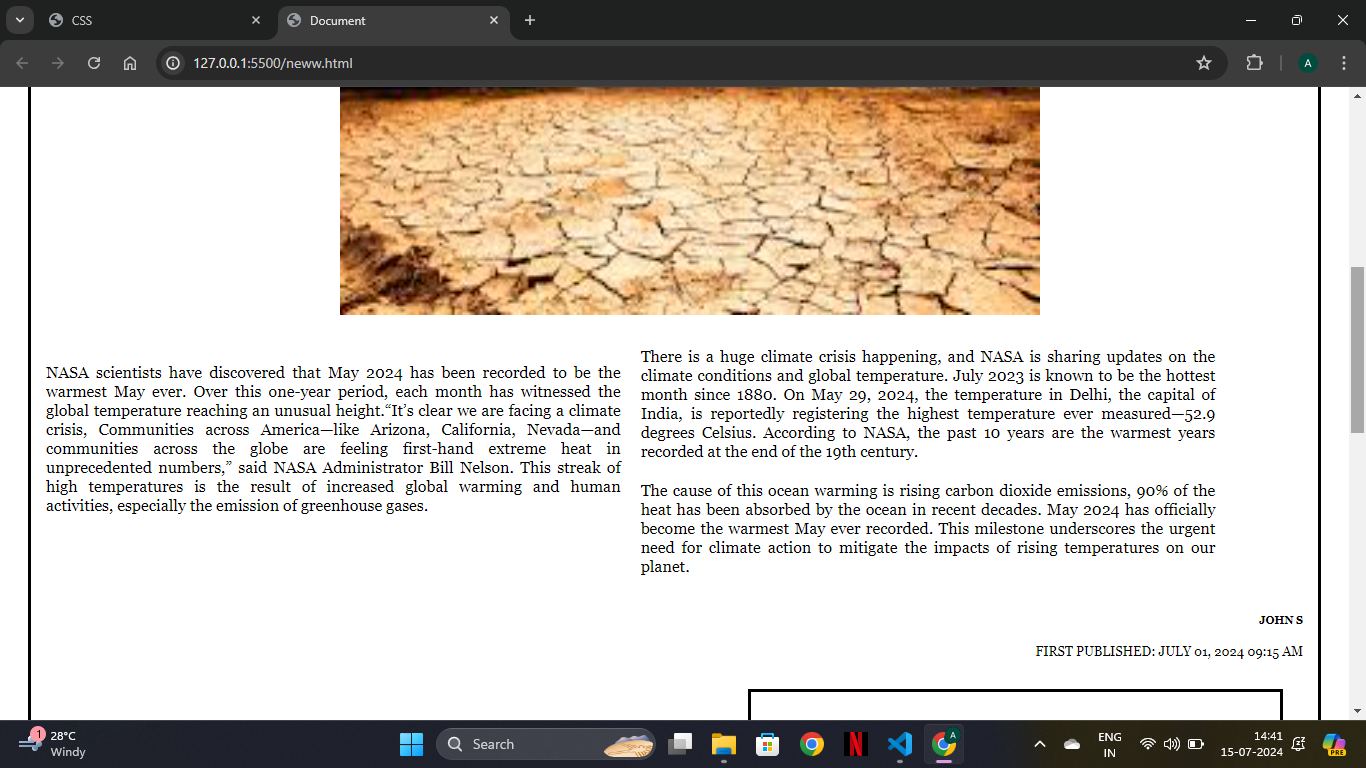 CSS
Document
127.0.0.1:5500/neww.html
A
NASA scientists have discovered that May 2024 has been recorded to be the
warmest May ever. Over this one-year period, each month has witnessed the
global temperature reaching an unusual height.“It’s clear we are facing a climate
crisis, Communities across America—like Arizona, California, Nevada—and
communities across the globe are feeling first-hand extreme heat in
unprecedented numbers,” said NASA Administrator Bill Nelson. This streak of
high temperatures is the result of increased global warming and human
activities, especially the emission of greenhouse gases.
There is a huge climate crisis happening, and NASA is sharing updates on the
climate conditions and global temperature. July 2023 is known to be the hottest
month since 1880. On May 29, 2024, the temperature in Delhi, the capital of
India, is reportedly registering the highest temperature ever measured—52.9
degrees Celsius. According to NASA, the past 10 years are the warmest years
recorded at the end of the 19th century.
The cause of this ocean warming is rising carbon dioxide emissions, 90% of the
heat has been absorbed by the ocean in recent decades. May 2024 has officially
become the warmest May ever recorded. This milestone underscores the urgent
need for climate action to mitigate the impacts of rising temperatures on our
planet.
JOHN S
FIRST PUBLISHED: JULY 01, 2024 09:15 AM
1
28°C
Windy
Search
N
A
ENG
IN
14:41
15-07-2024
PRE